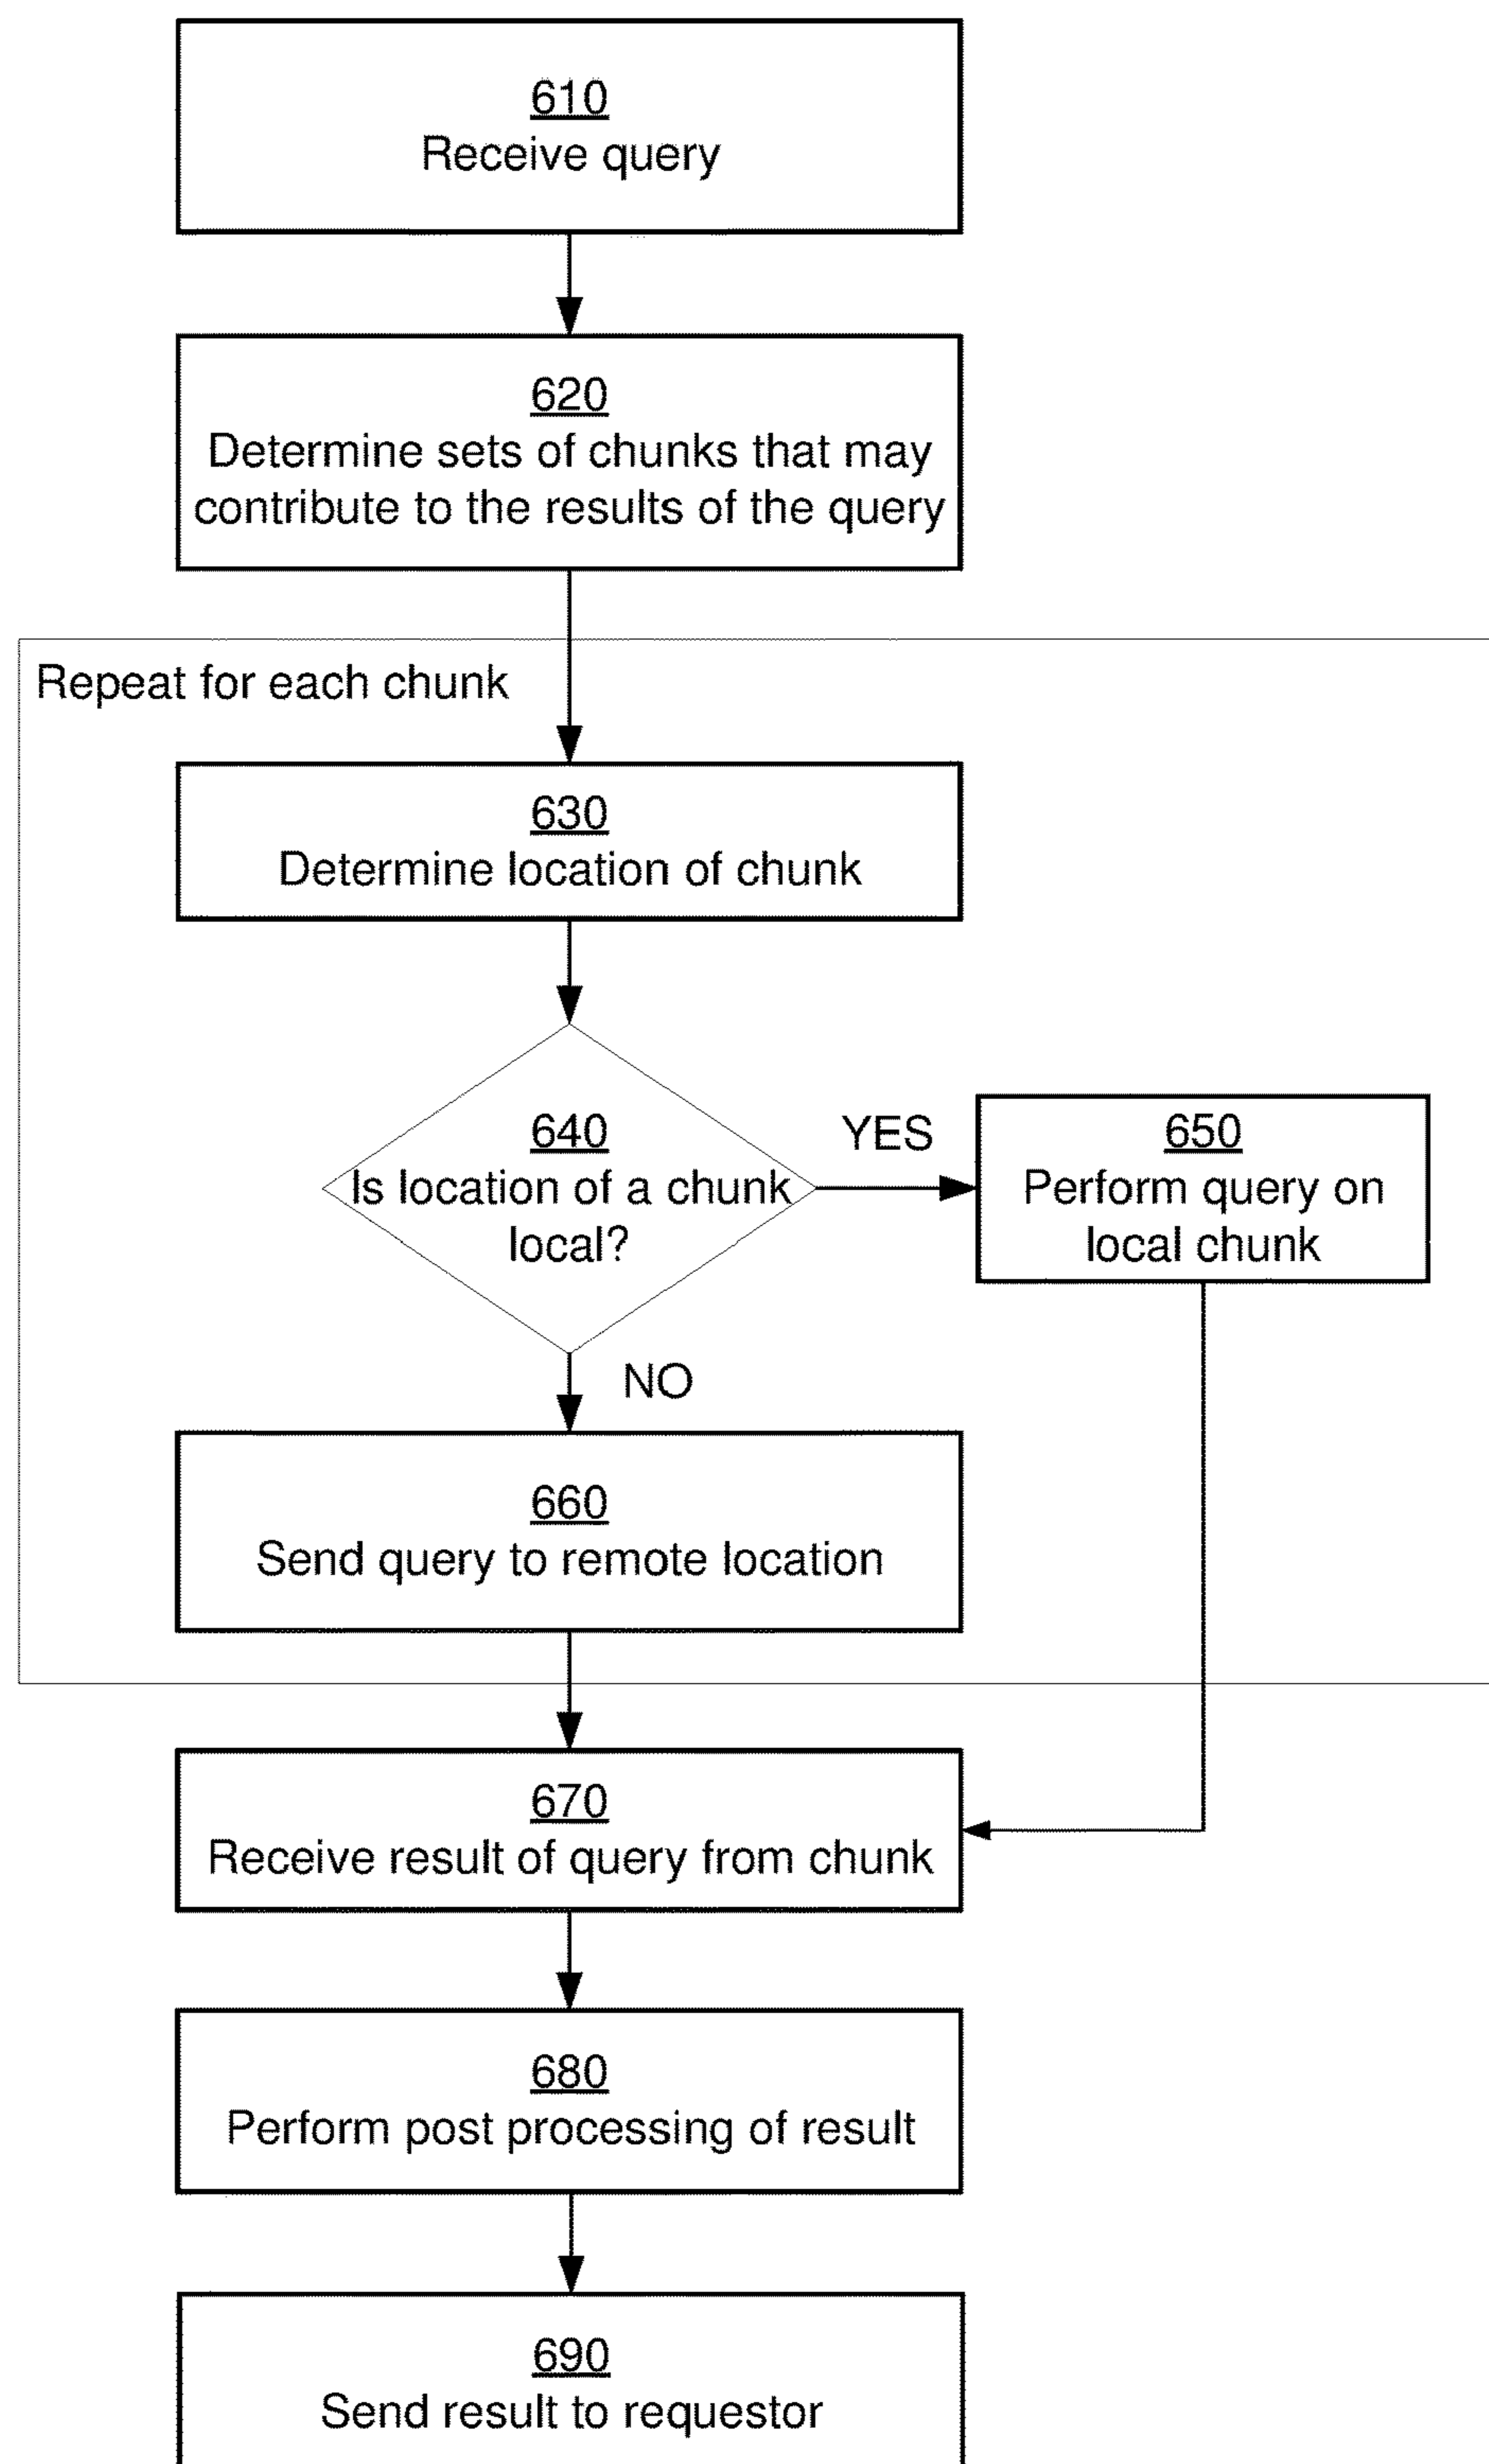 610
Receive query
620
Determine sets of chunks that may
contribute to the results of the query
Repeat for each chunk
630
Determine location of chunk
640
Is location of a chunk
local?
YES
650
Perform query on
local chunk
NO
660
Send query to remote location
670
Receive result of query from chunk
680
Perform post processing of result
690
Send result to requestor